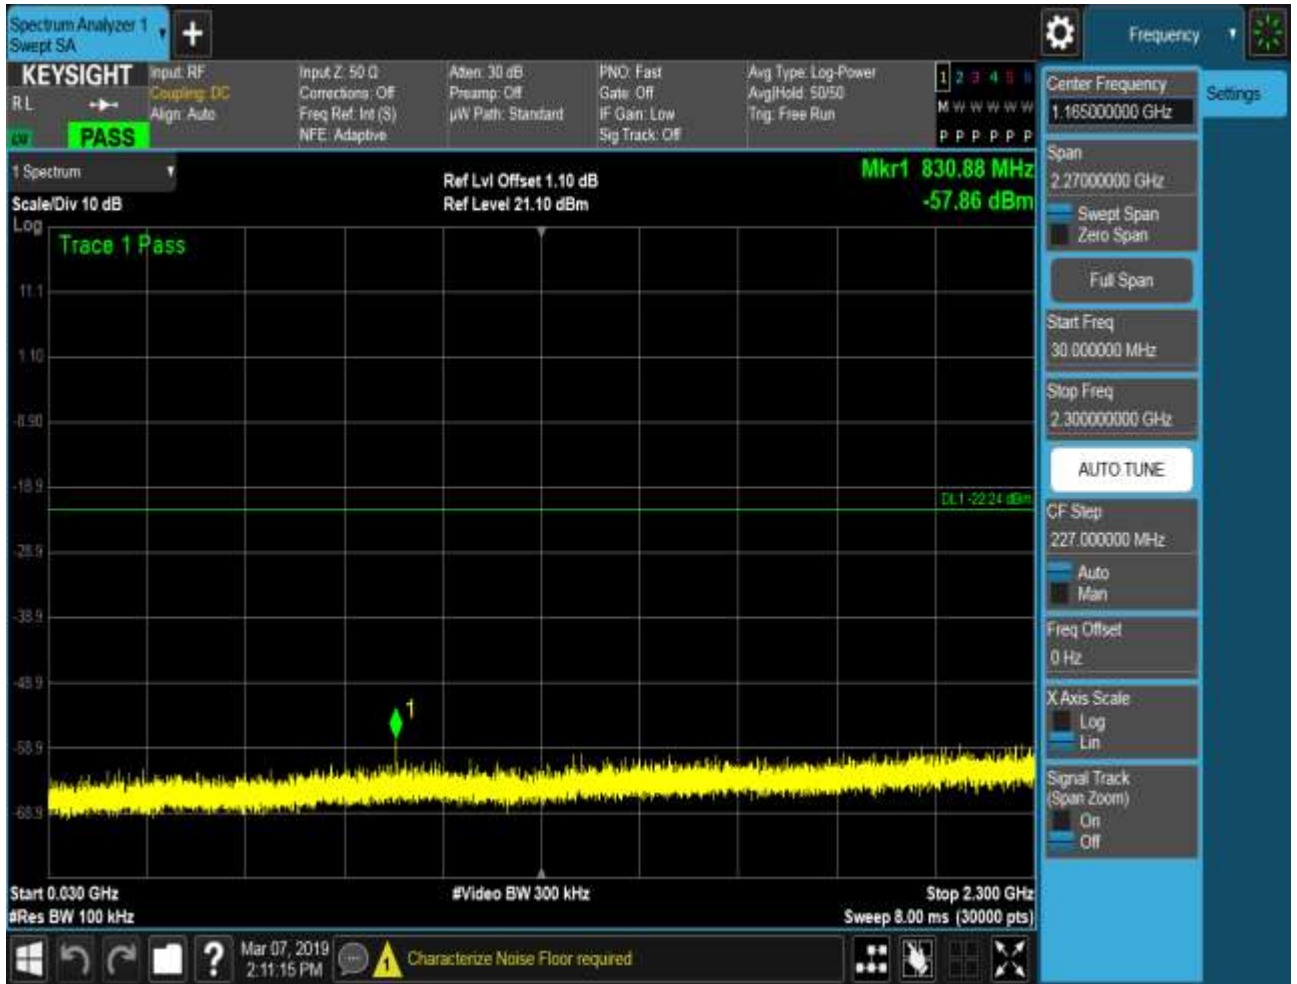 Spectrum Analyzer 1
Swept SA
+
Frequency
KEYSIGHT
RL
PASS
Input: RF
Coupling: DC
Align: Auto
Input Z: 50 Ω
Corrections: Off
Freq Ref: Int (S)
NFE: Adaptive
Atten: 30 dB
Preamp: Off
µW Path: Standard
PNO: Fast
Gate: Off
IF Gain: Low
Sig Track: Off
Avg Type: Log-Power
Avg|Hold: 50/50
Trig: Free Run
1 2 3 4 5 6
M W W W W W
P P P P P P
1 Spectrum
Scale/Div 10 dB
Log
Ref Lvl Offset 1.10 dB
Ref Level 21.10 dBm
Mkr1 830.88 MHz
-57.86 dBm
Trace 1 Pass
11.1
1.10
-8.90
-18.9
DL1 -22.24 dBm
-28.9
-38.9
-48.9
1
-58.9
-68.9
Start 0.030 GHz
#Res BW 100 kHz
#Video BW 300 kHz
Stop 2.300 GHz
Sweep 8.00 ms (30000 pts)
Center Frequency
1.165000000 GHz
Span
2.27000000 GHz
Swept Span
Zero Span
Full Span
Start Freq
30.000000 MHz
Stop Freq
2.300000000 GHz
AUTO TUNE
CF Step
227.000000 MHz
Auto
Man
Freq Offset
0 Hz
X Axis Scale
Log
Lin
Signal Track
(Span Zoom)
On
Off
Settings
?
Mar 07, 2019
2:11:15 PM
1
Characterize Noise Floor required